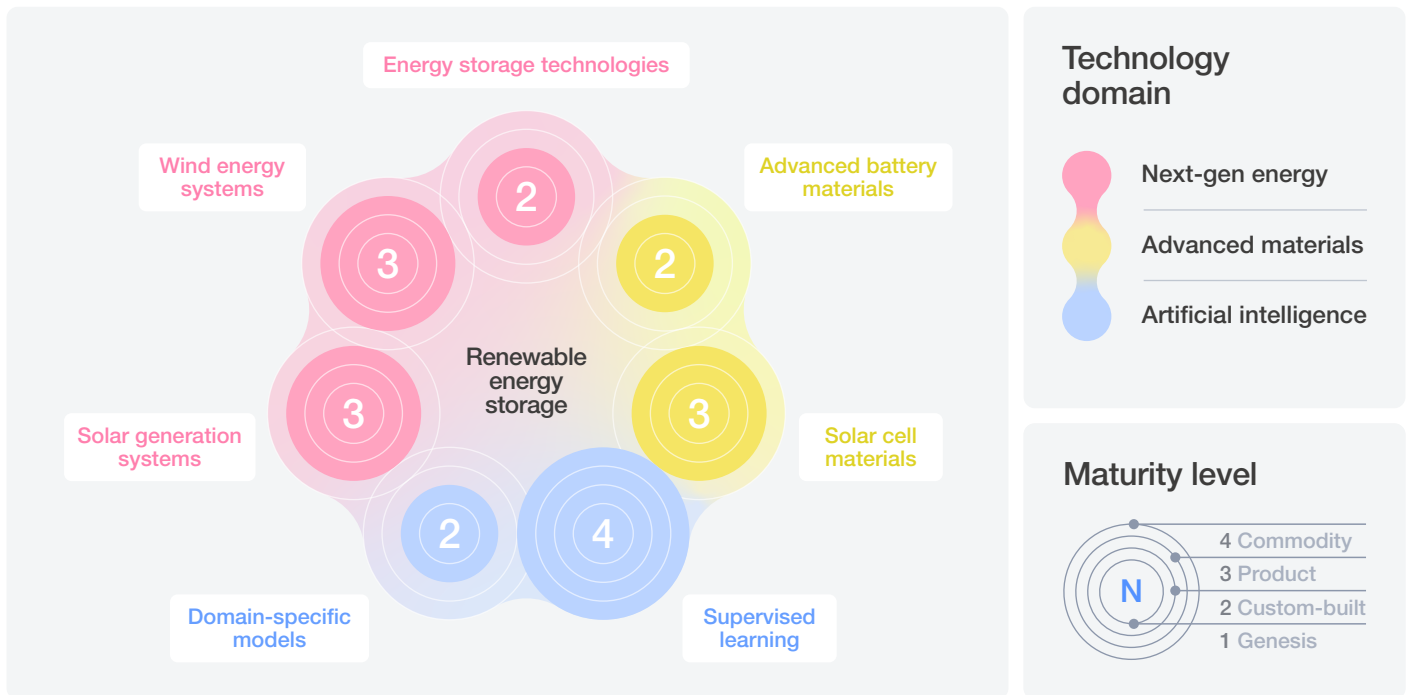 Energy storage technologies
Wind energy
systems
Advanced battery
materials
2
3
2
Renewable
energy
storage
3
3
Solar generation
systems
Solar cell
materials
2
4
Domain-specific
models
Supervised
learning
Technology
domain
Next-gen energy
Advanced materials
Artificial intelligence
Maturity level
N
4 Commodity
3 Product
2 Custom-built
1 Genesis